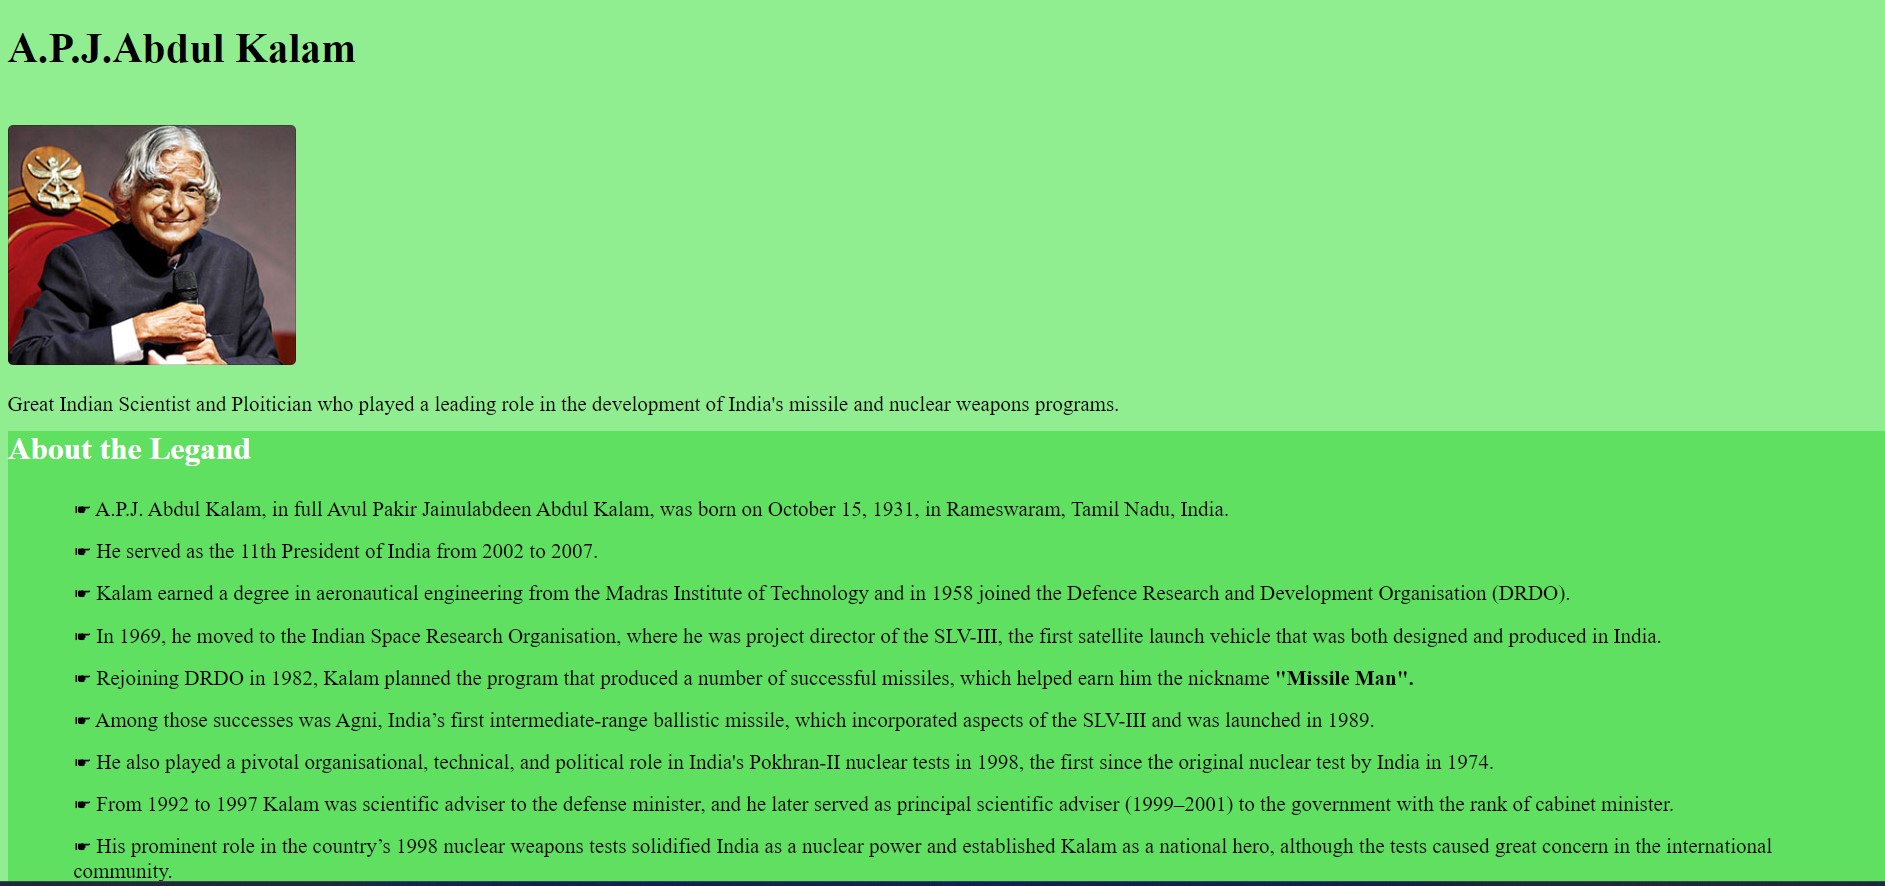 A.P.J.Abdul Kalam
Great Indian Scientist and Ploitician who played a leading role in the development of India's missile and nuclear weapons programs.
About the Legand
☛ A.P.J. Abdul Kalam, in full Avul Pakir Jainulabdeen Abdul Kalam, was born on October 15, 1931, in Rameswaram, Tamil Nadu, India.
☛ He served as the 11th President of India from 2002 to 2007.
☛ Kalam earned a degree in aeronautical engineering from the Madras Institute of Technology and in 1958 joined the Defence Research and Development Organisation (DRDO).
☛ In 1969, he moved to the Indian Space Research Organisation, where he was project director of the SLV-III, the first satellite launch vehicle that was both designed and produced in India.
☛ Rejoining DRDO in 1982, Kalam planned the program that produced a number of successful missiles, which helped earn him the nickname "Missile Man".
☛ Among those successes was Agni, India’s first intermediate-range ballistic missile, which incorporated aspects of the SLV-III and was launched in 1989.
☛ He also played a pivotal organisational, technical, and political role in India's Pokhran-II nuclear tests in 1998, the first since the original nuclear test by India in 1974.
☛ From 1992 to 1997 Kalam was scientific adviser to the defense minister, and he later served as principal scientific adviser (1999–2001) to the government with the rank of cabinet minister.
☛ His prominent role in the country’s 1998 nuclear weapons tests solidified India as a nuclear power and established Kalam as a national hero, although the tests caused great concern in the international
community.